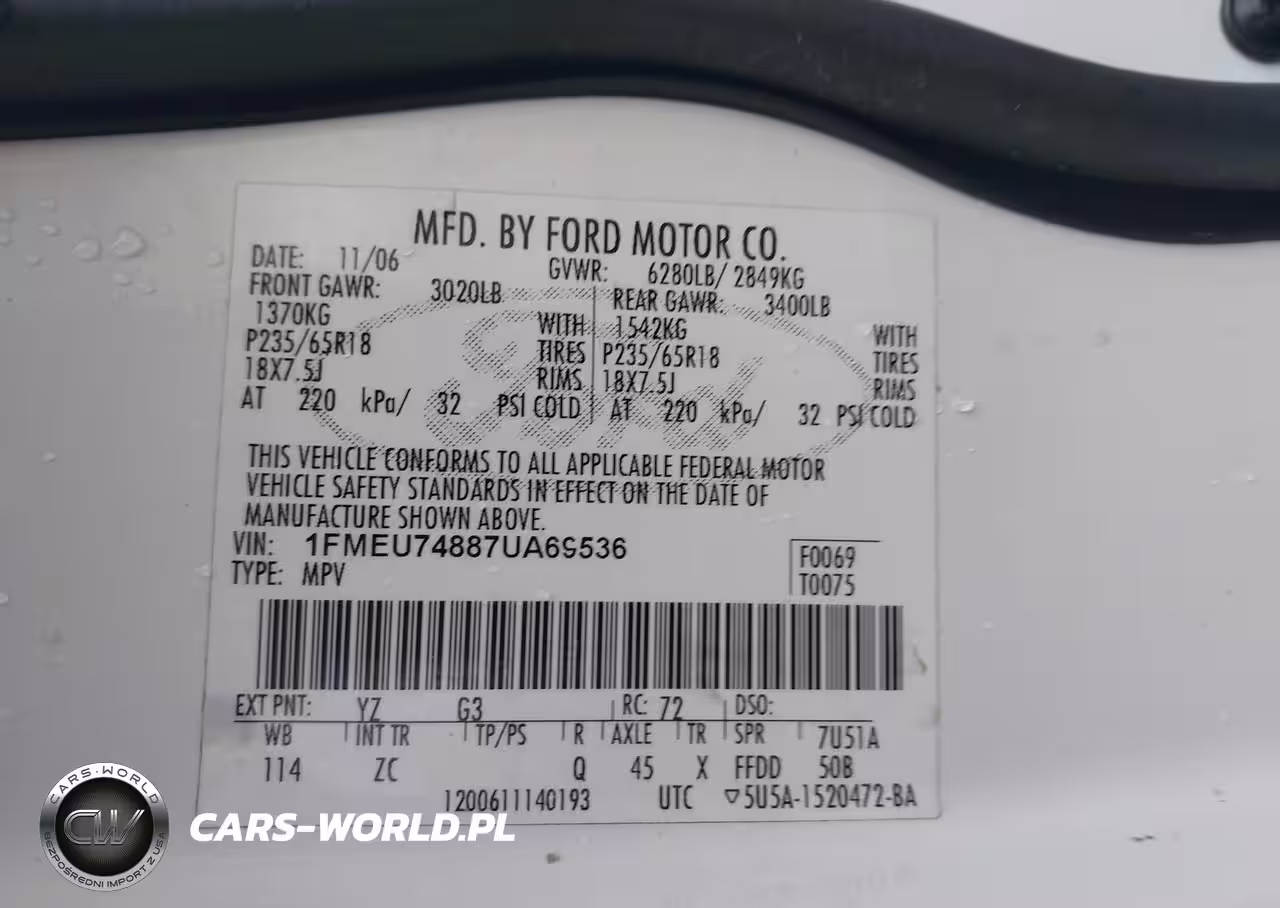 MFD. BY FORD MOTOR CO.
DATE: 11/06 GVWR: 6280LB/ 2849KG
FRONT GAWR: 3020LB REAR GAWR: 3400LB
1370KG WITH 1542KG WITH
P235/65R18 TIRES P235/65R18 TIRES
18X7.5J RIMS 18X7.5J RIMS
AT 220 kPa/ 32 PSI COLD AT 220 kPa/ 32 PSI COLD
THIS VEHICLE CONFORMS TO ALL APPLICABLE FEDERAL MOTOR
VEHICLE SAFETY STANDARDS IN EFFECT ON THE DATE OF
MANUFACTURE SHOWN ABOVE.
VIN: 1FMEU74887UA69536 F0069
TYPE: MPV T0075
EXT PNT: YZ G3 RC: 72 DSO:
WB INT TR TP/PS R AXLE TR SPR 7U51A
114 ZC Q 45 X FFDD 50B
1200611140193 UTC ▽5U5A-1520472-BA
Ford
CARS-WORLD
CW
BEZPOŚREDNI IMPORT Z USA
CARS-WORLD.PL